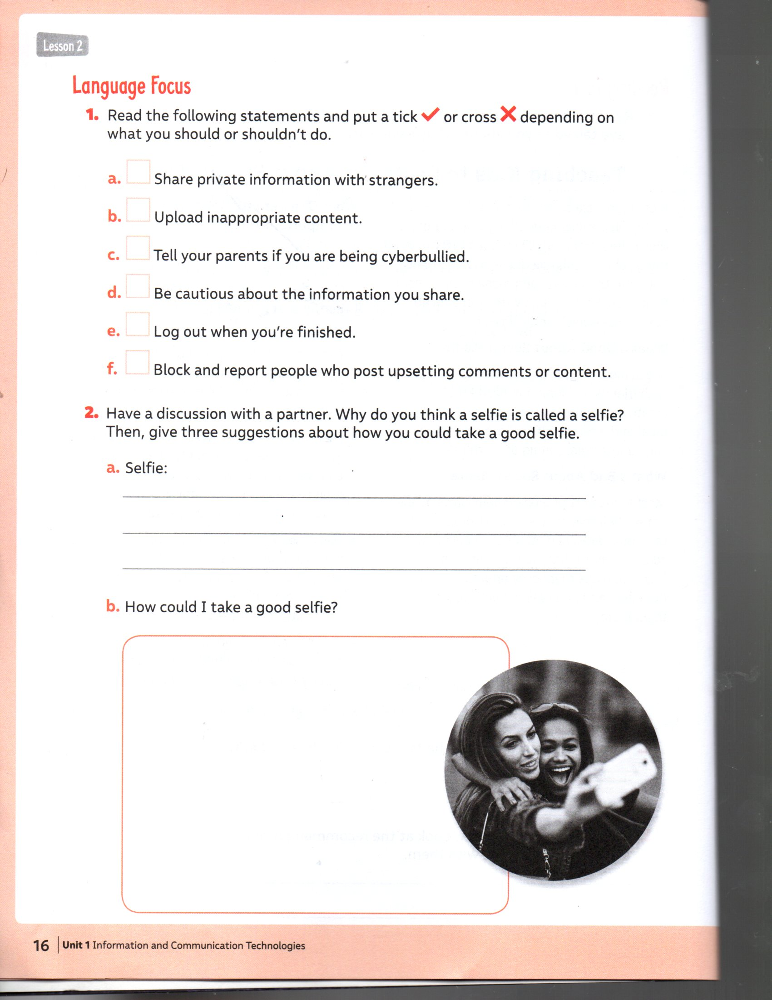 Lesson 2
Language Focus
1. Read the following statements and put a tick ✓ or cross ✗ depending on
what you should or shouldn't do.
a. Share private information with strangers.
b. Upload inappropriate content.
c. Tell your parents if you are being cyberbullied.
d. Be cautious about the information you share.
e. Log out when you're finished.
f. Block and report people who post upsetting comments or content.
2. Have a discussion with a partner. Why do you think a selfie is called a selfie?
Then, give three suggestions about how you could take a good selfie.
a. Selfie:
b. How could I take a good selfie?
16 | Unit 1 Information and Communication Technologies